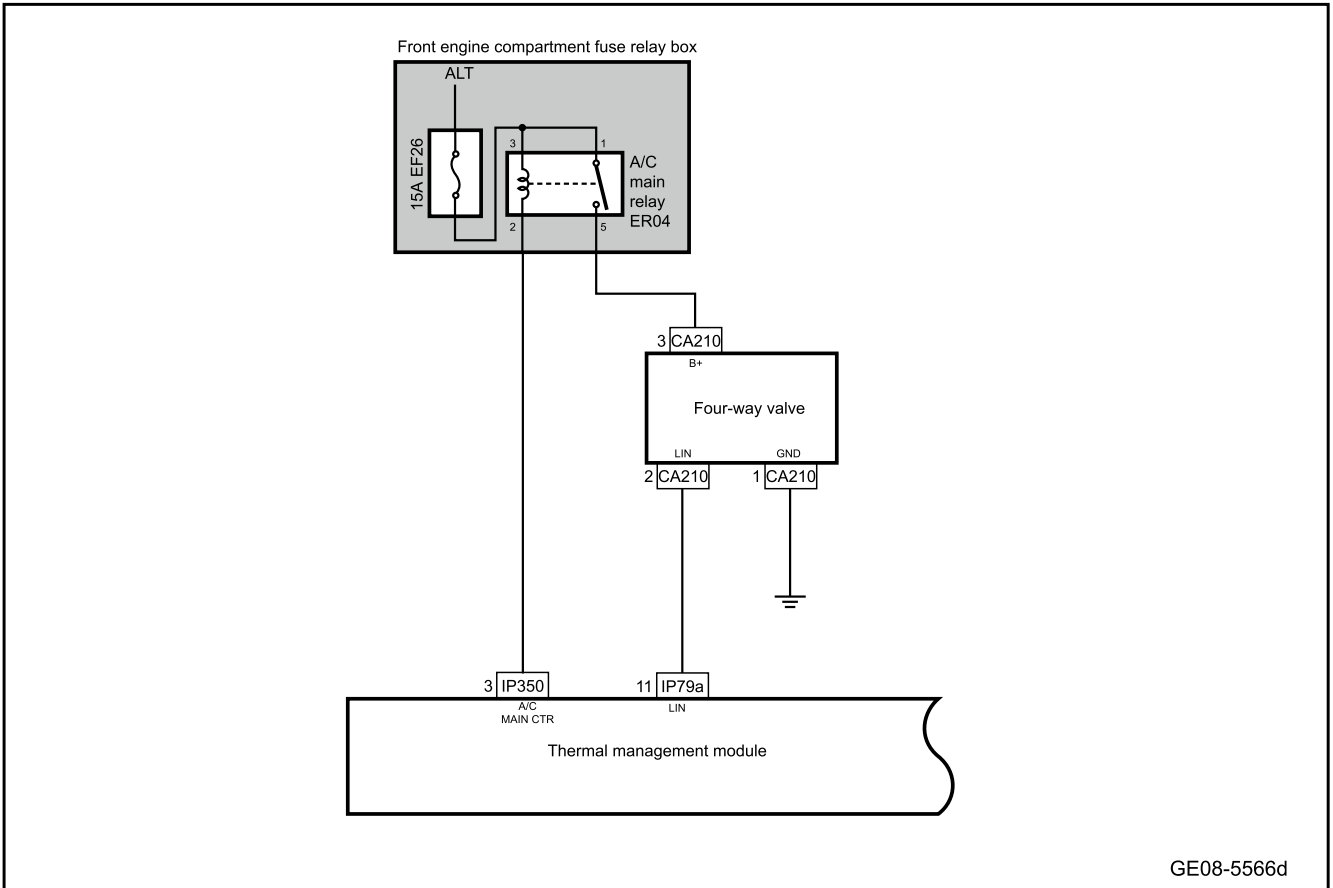 Front engine compartment fuse relay box
ALT
15A EF26
3
1
A/C
main
relay
ER04
2
5
3 CA210
B+
Four-way valve
LIN
GND
2 CA210
1 CA210
3 IP350
11 IP79a
A/C
MAIN CTR
LIN
Thermal management module
GE08-5566d